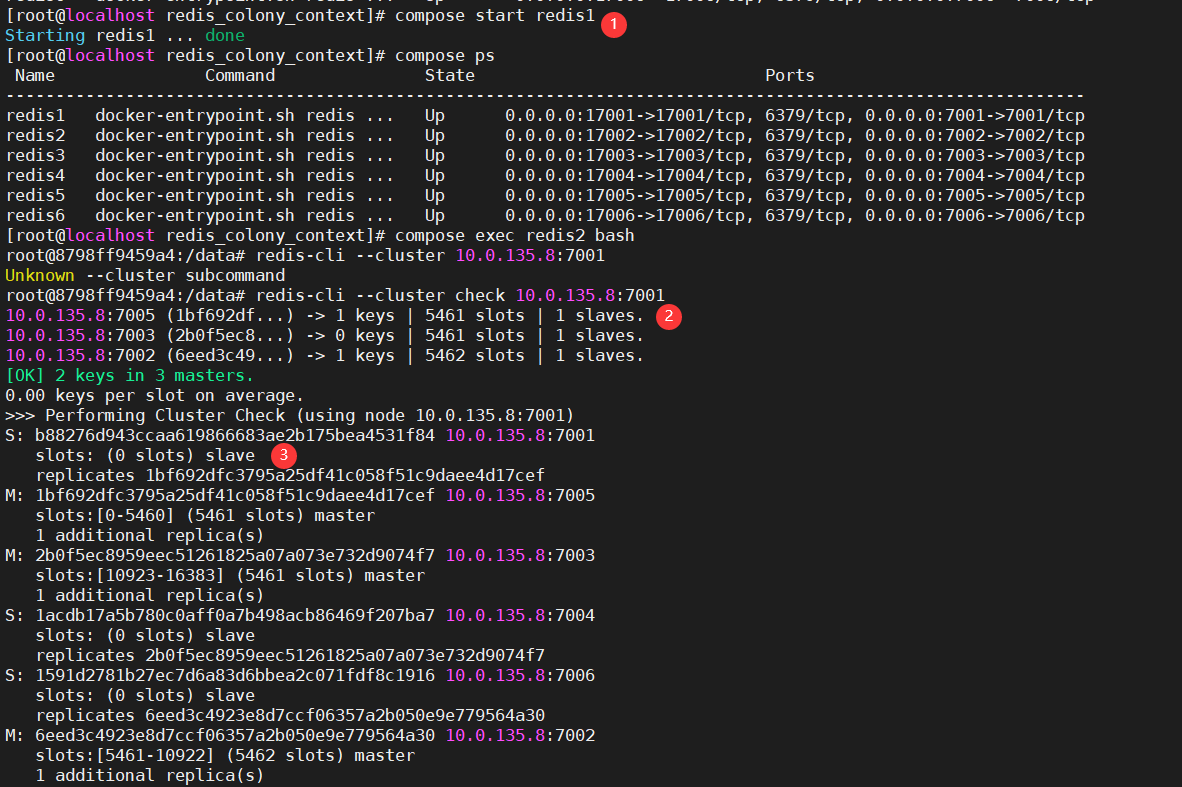 [root@localhost redis_colony_context]# compose start redis1 1
Starting redis1 ... done
[root@localhost redis_colony_context]# compose ps
 Name               Command               State                             Ports
------------------------------------------------------------------------------------------------------------
redis1   docker-entrypoint.sh redis ...   Up      0.0.0.0:17001->17001/tcp, 6379/tcp, 0.0.0.0:7001->7001/tcp
redis2   docker-entrypoint.sh redis ...   Up      0.0.0.0:17002->17002/tcp, 6379/tcp, 0.0.0.0:7002->7002/tcp
redis3   docker-entrypoint.sh redis ...   Up      0.0.0.0:17003->17003/tcp, 6379/tcp, 0.0.0.0:7003->7003/tcp
redis4   docker-entrypoint.sh redis ...   Up      0.0.0.0:17004->17004/tcp, 6379/tcp, 0.0.0.0:7004->7004/tcp
redis5   docker-entrypoint.sh redis ...   Up      0.0.0.0:17005->17005/tcp, 6379/tcp, 0.0.0.0:7005->7005/tcp
redis6   docker-entrypoint.sh redis ...   Up      0.0.0.0:17006->17006/tcp, 6379/tcp, 0.0.0.0:7006->7006/tcp
[root@localhost redis_colony_context]# compose exec redis2 bash
root@8798ff9459a4:/data# redis-cli --cluster 10.0.135.8:7001
Unknown --cluster subcommand
root@8798ff9459a4:/data# redis-cli --cluster check 10.0.135.8:7001
10.0.135.8:7005 (1bf692df...) -> 1 keys | 5461 slots | 1 slaves. 2
10.0.135.8:7003 (2b0f5ec8...) -> 0 keys | 5461 slots | 1 slaves.
10.0.135.8:7002 (6eed3c49...) -> 1 keys | 5462 slots | 1 slaves.
[OK] 2 keys in 3 masters.
0.00 keys per slot on average.
>>> Performing Cluster Check (using node 10.0.135.8:7001)
S: b88276d943ccaa619866683ae2b175bea4531f84 10.0.135.8:7001
   slots: (0 slots) slave 3
   replicates 1bf692dfc3795a25df41c058f51c9daee4d17cef
M: 1bf692dfc3795a25df41c058f51c9daee4d17cef 10.0.135.8:7005
   slots:[0-5460] (5461 slots) master
   1 additional replica(s)
M: 2b0f5ec8959eec51261825a07a073e732d9074f7 10.0.135.8:7003
   slots:[10923-16383] (5461 slots) master
   1 additional replica(s)
S: 1acdb17a5b780c0aff0a7b498acb86469f207ba7 10.0.135.8:7004
   slots: (0 slots) slave
   replicates 2b0f5ec8959eec51261825a07a073e732d9074f7
S: 1591d2781b27ec7d6a83d6bbea2c071fdf8c1916 10.0.135.8:7006
   slots: (0 slots) slave
   replicates 6eed3c4923e8d7ccf06357a2b050e9e779564a30
M: 6eed3c4923e8d7ccf06357a2b050e9e779564a30 10.0.135.8:7002
   slots:[5461-10922] (5462 slots) master
   1 additional replica(s)